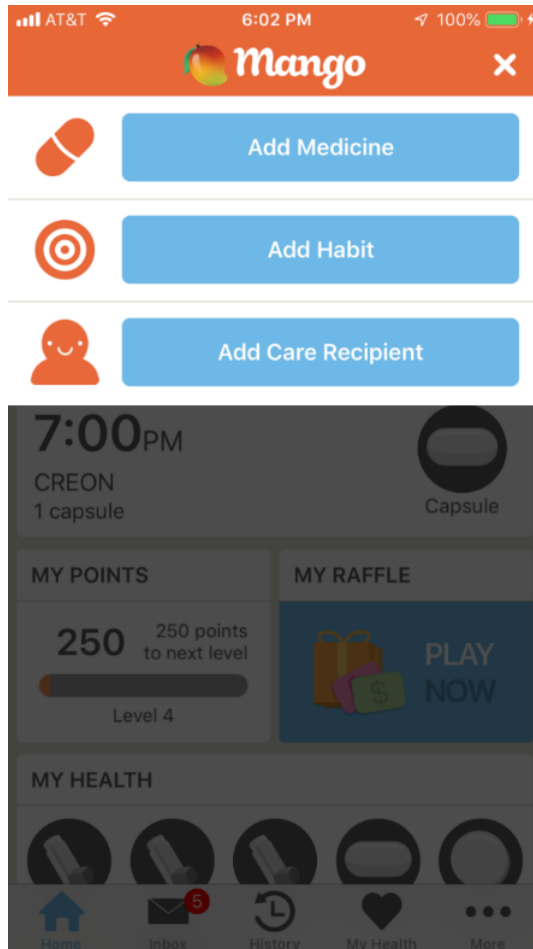 AT&T 6:02 PM 100%
Mango
Add Medicine
Add Habit
Add Care Recipient
7:00PM
CREON
1 capsule
Capsule
MY POINTS
MY RAFFLE
250
250 points
to next level
Level 4
PLAY
NOW
MY HEALTH
5
Home Inbox History My Health More